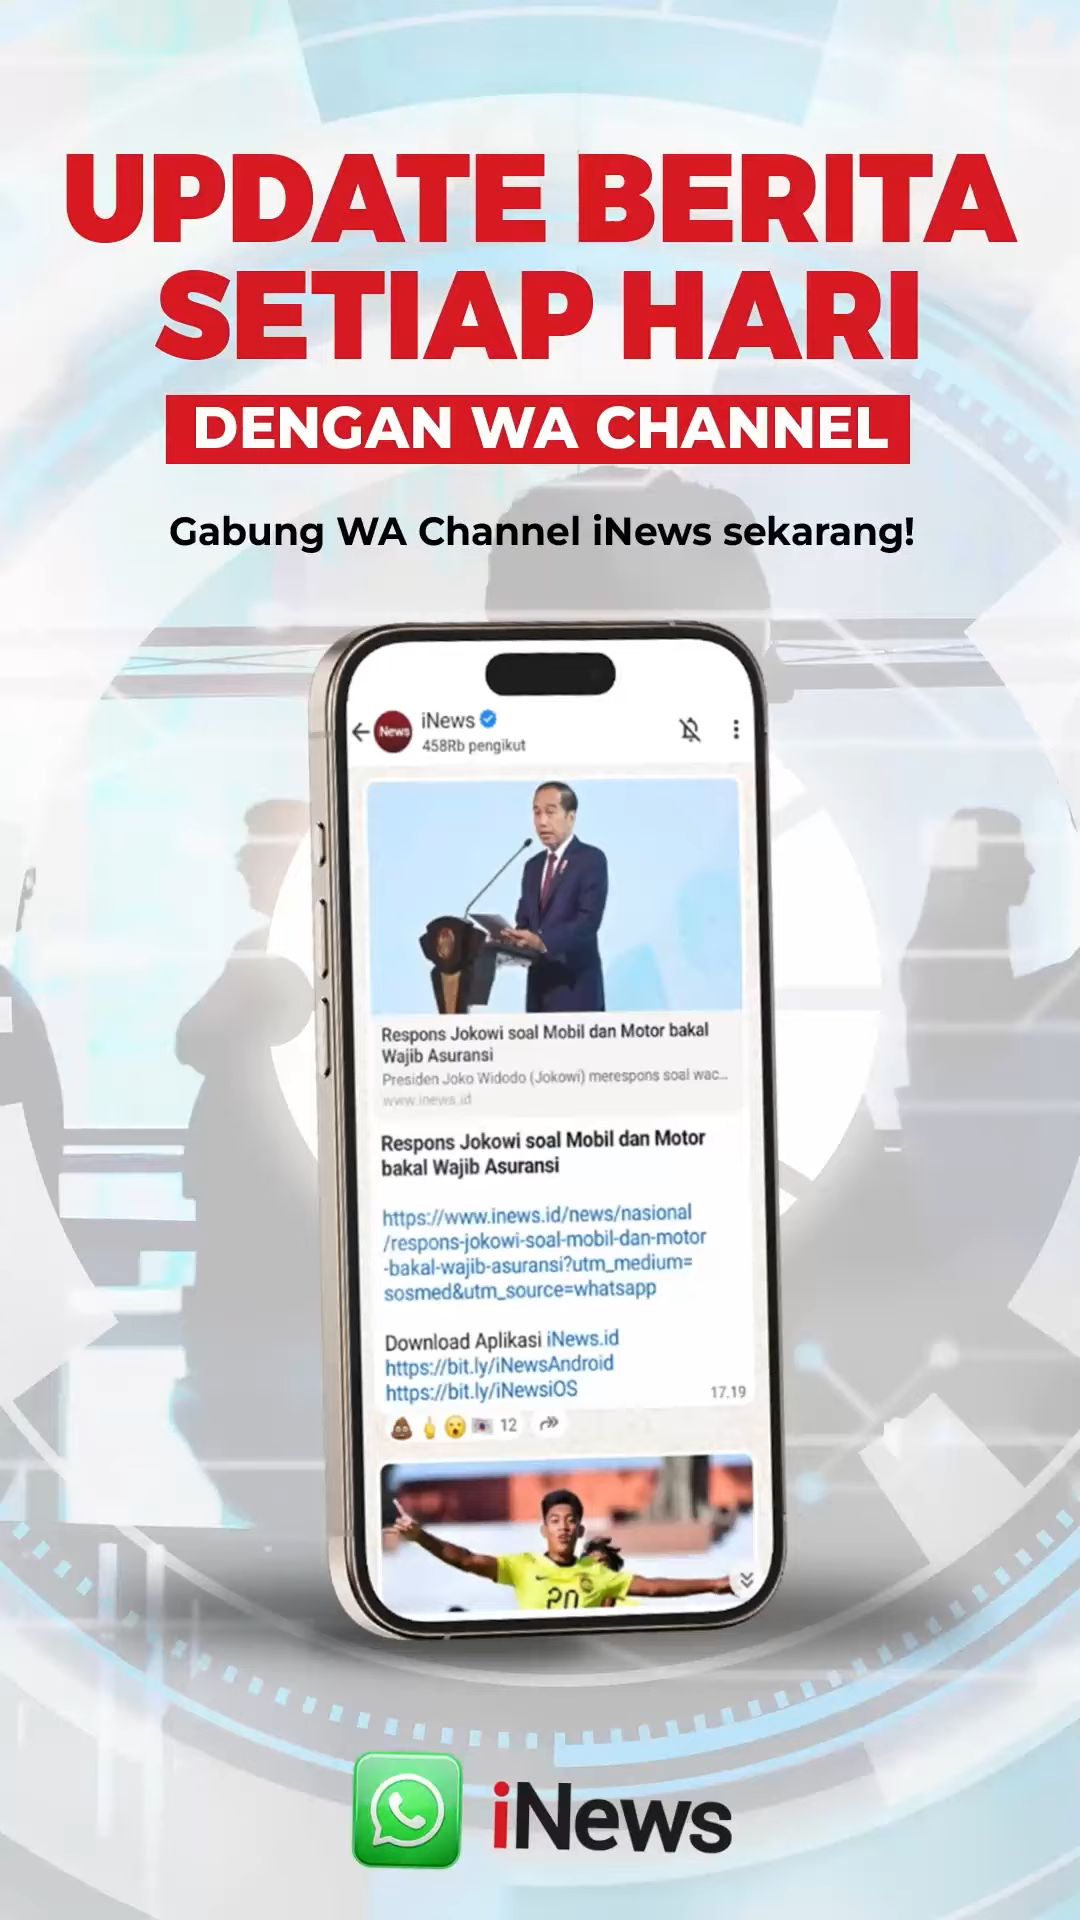 UPDATE BERITA
SETIAP HARI
DENGAN WA CHANNEL
Gabung WA Channel iNews sekarang!
News
iNews
458Rb pengikut
Respons Jokowi soal Mobil dan Motor bakal
Wajib Asuransi
Presiden Joko Widodo (Jokowi) merespons soal wac...
www.inews.id
Respons Jokowi soal Mobil dan Motor
bakal Wajib Asuransi
https://www.inews.id/news/nasional
/respons-jokowi-soal-mobil-dan-motor
-bakal-wajib-asuransi?utm_medium=
sosmed&utm_source=whatsapp
Download Aplikasi iNews.id
https://bit.ly/iNewsAndroid
https://bit.ly/iNewsiOS
17.19
12
20
iNews